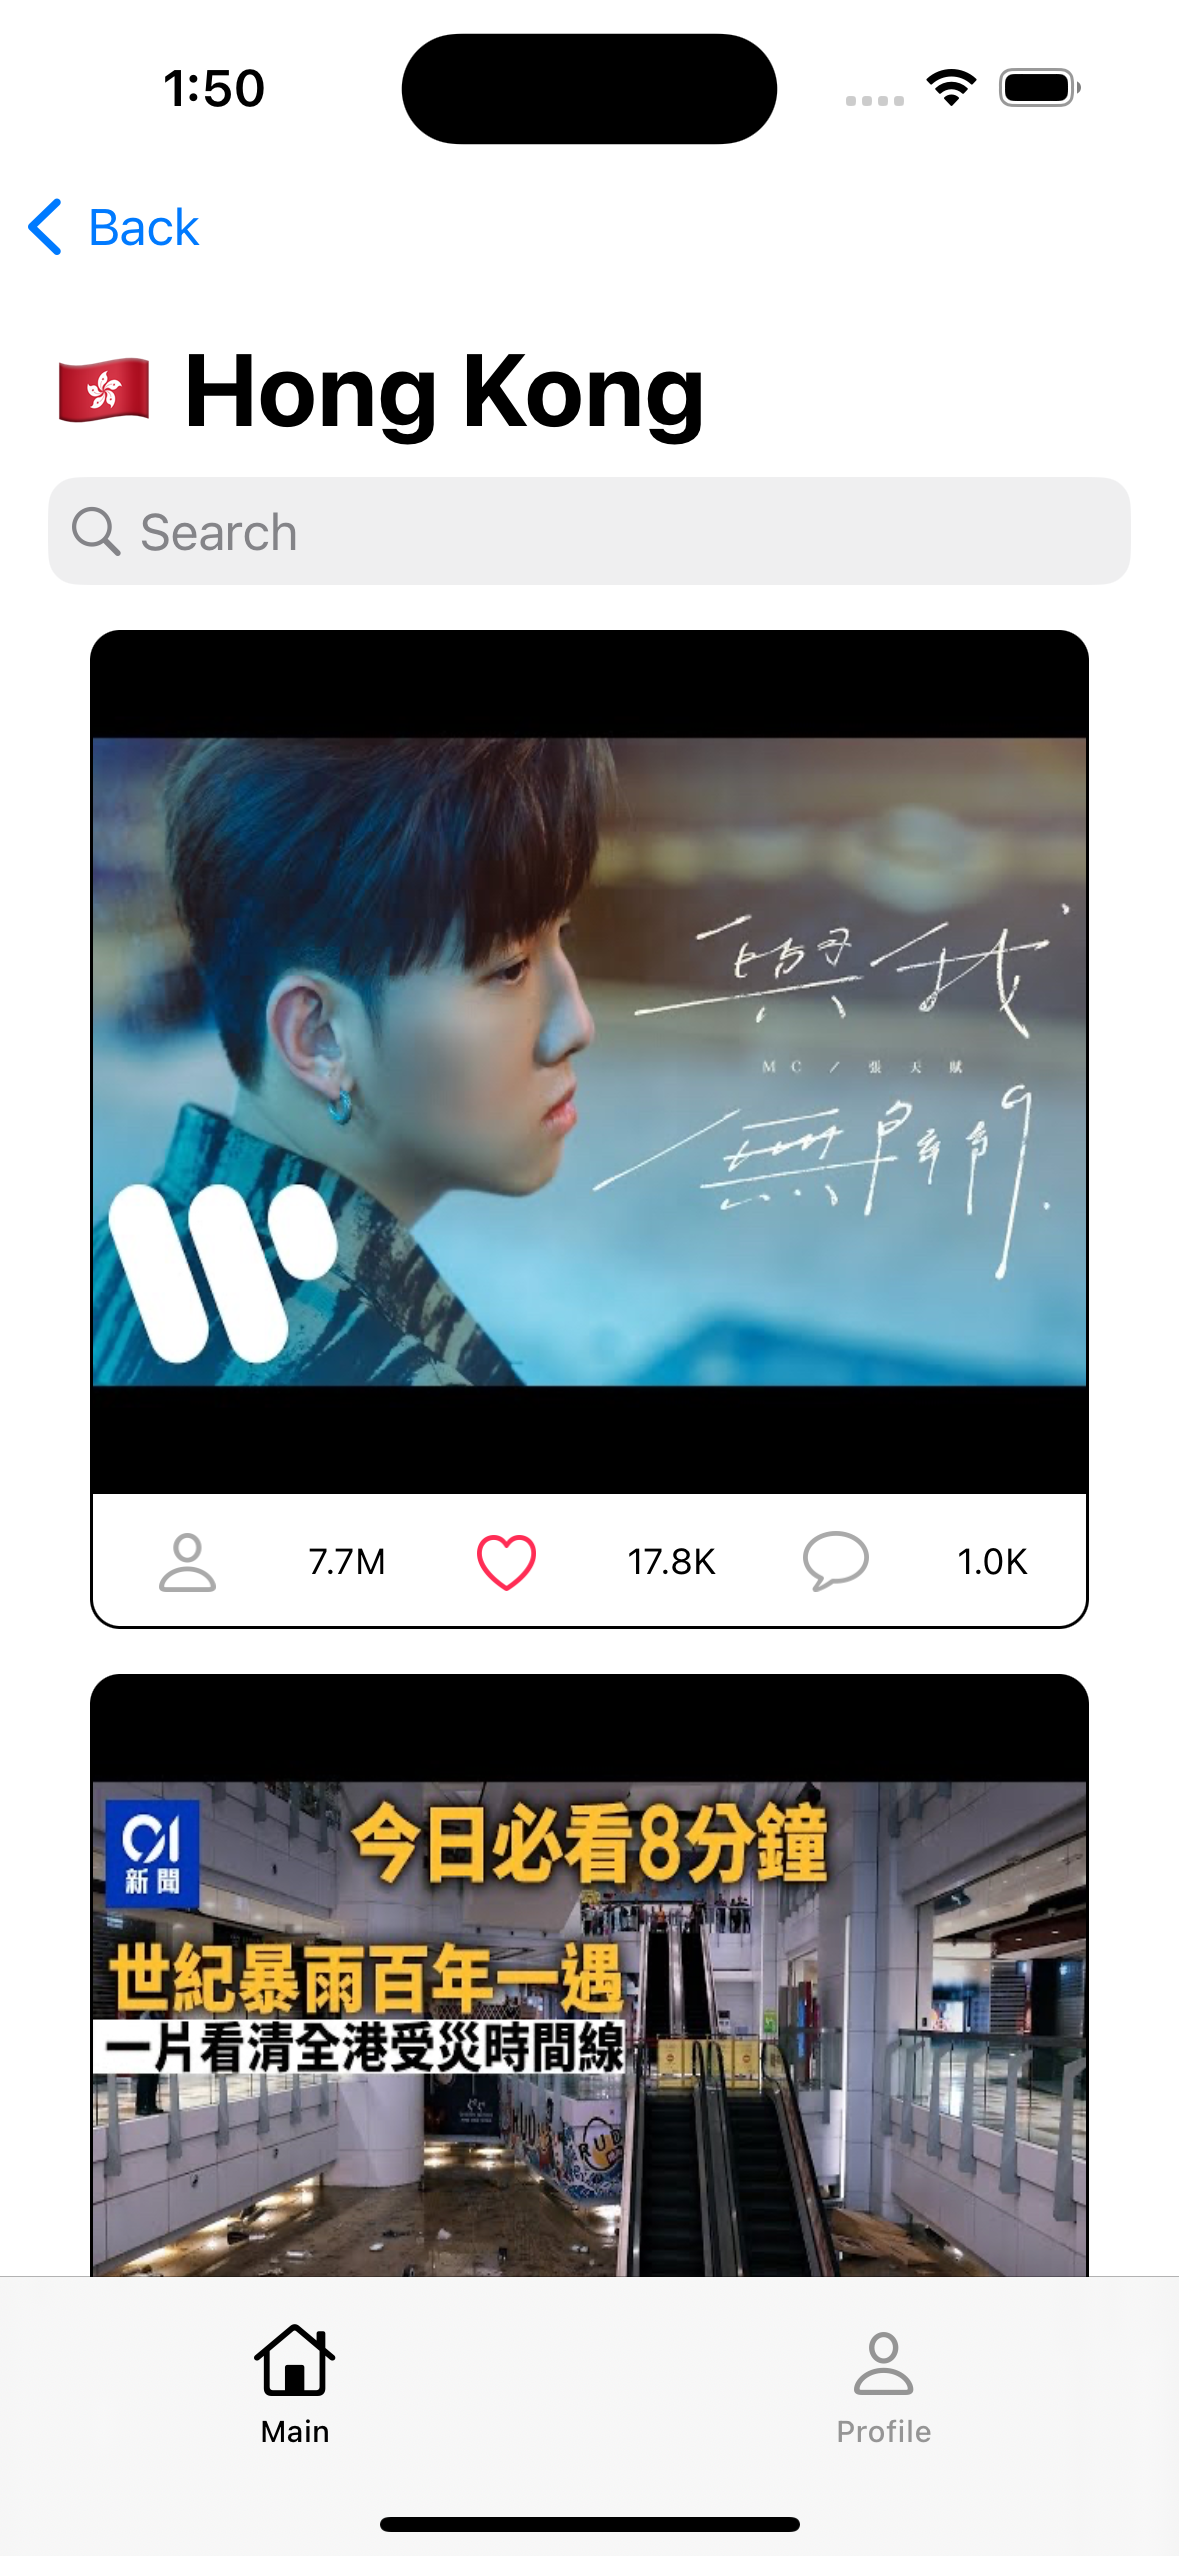 1:50
Back
🇭🇰 Hong Kong
Search
與我
MC / 張天賦
無關
7.7M 17.8K 1.0K
01
新聞
今日必看8分鐘
世紀暴雨百年一遇
一片看清全港受災時間線
Main Profile